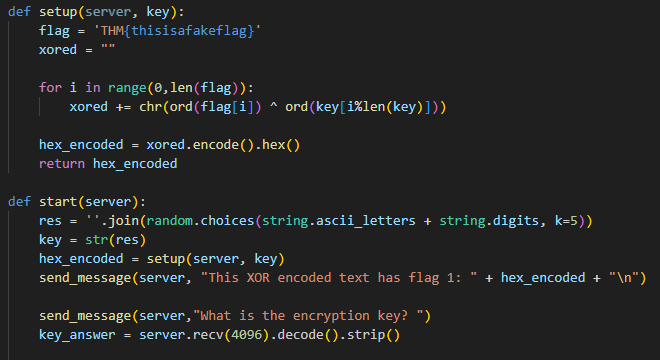 def setup(server, key):
    flag = 'THM{thisisafakeflag}'
    xored = ""
    for i in range(0,len(flag)):
        xored += chr(ord(flag[i]) ^ ord(key[i%len(key)]))
    hex_encoded = xored.encode().hex()
    return hex_encoded
def start(server):
    res = ''.join(random.choices(string.ascii_letters + string.digits, k=5))
    key = str(res)
    hex_encoded = setup(server, key)
    send_message(server, "This XOR encoded text has flag 1: " + hex_encoded + "\n")
    send_message(server,"What is the encryption key? ")
    key_answer = server.recv(4096).decode().strip()